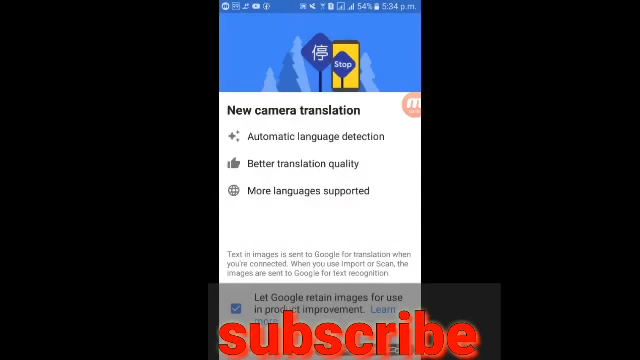 54% 5:34 p.m.
停
Stop
New camera translation
Automatic language detection
Better translation quality
More languages supported
Text in images is sent to Google for translation when
you're connected. When you use Import or Scan, the
images are sent to Google for text recognition.
Let Google retain images for use
in product improvement. Learn
more
subscribe